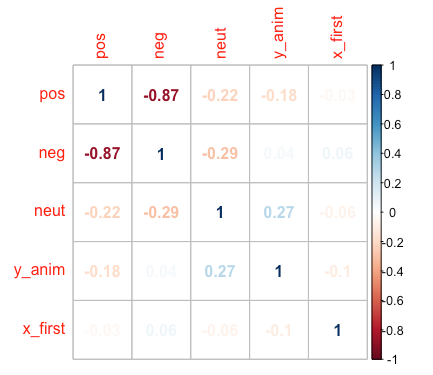 pos neg neut y_anim x_first
pos 1 -0.87 -0.22 -0.18 -0.03
neg -0.87 1 -0.29 0.04 0.06
neut -0.22 -0.29 1 0.27 -0.06
y_anim -0.18 0.04 0.27 1 -0.1
x_first -0.03 0.06 -0.06 -0.1 1
1
0.8
0.6
0.4
0.2
0
-0.2
-0.4
-0.6
-0.8
-1